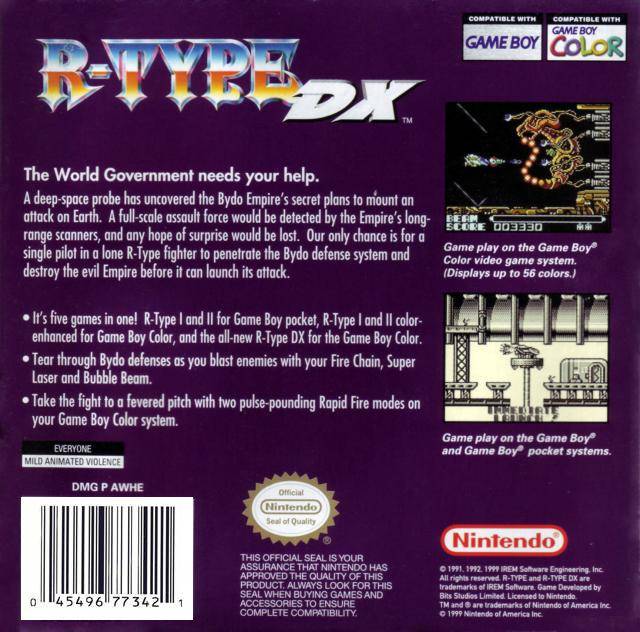 COMPATIBLE WITH
GAME BOY
COMPATIBLE WITH
GAME BOY
COLOR
R-TYPE
DX™
The World Government needs your help.
A deep-space probe has uncovered the Bydo Empire's secret plans to mount an
attack on Earth. A full-scale assault force would be detected by the Empire's long-
range scanners, and any hope of surprise would be lost. Our only chance is for a
single pilot in a lone R-Type fighter to penetrate the Bydo defense system and
destroy the evil Empire before it can launch its attack.
BEAM
SCORE 003330
Game play on the Game Boy®
Color video game system.
(Displays up to 56 colors.)
• It's five games in one! R-Type I and II for Game Boy pocket, R-Type I and II color-
enhanced for Game Boy Color, and the all-new R-Type DX for the Game Boy Color.
• Tear through Bydo defenses as you blast enemies with your Fire Chain, Super
Laser and Bubble Beam.
• Take the fight to a fevered pitch with two pulse-pounding Rapid Fire modes on
your Game Boy Color system.
IMMEDIATE
Game play on the Game Boy®
and Game Boy pocket systems.
EVERYONE
MILD ANIMATED VIOLENCE
DMG P AWHE
0 45496 77342 1
Official
Nintendo
Seal of Quality
®
THIS OFFICIAL SEAL IS YOUR
ASSURANCE THAT NINTENDO HAS
APPROVED THE QUALITY OF THIS
PRODUCT. ALWAYS LOOK FOR THIS
SEAL WHEN BUYING GAMES AND
ACCESSORIES TO ENSURE
COMPLETE COMPATIBILITY.
Nintendo®
© 1991, 1992, 1999 IREM Software Engineering, Inc.
All rights reserved. R-TYPE and R-TYPE DX are
trademarks of IREM Software. Game Developed by
Bits Studios Limited. Licensed to Nintendo.
TM and ® are trademarks of Nintendo of America Inc.
© 1999 Nintendo of America Inc.